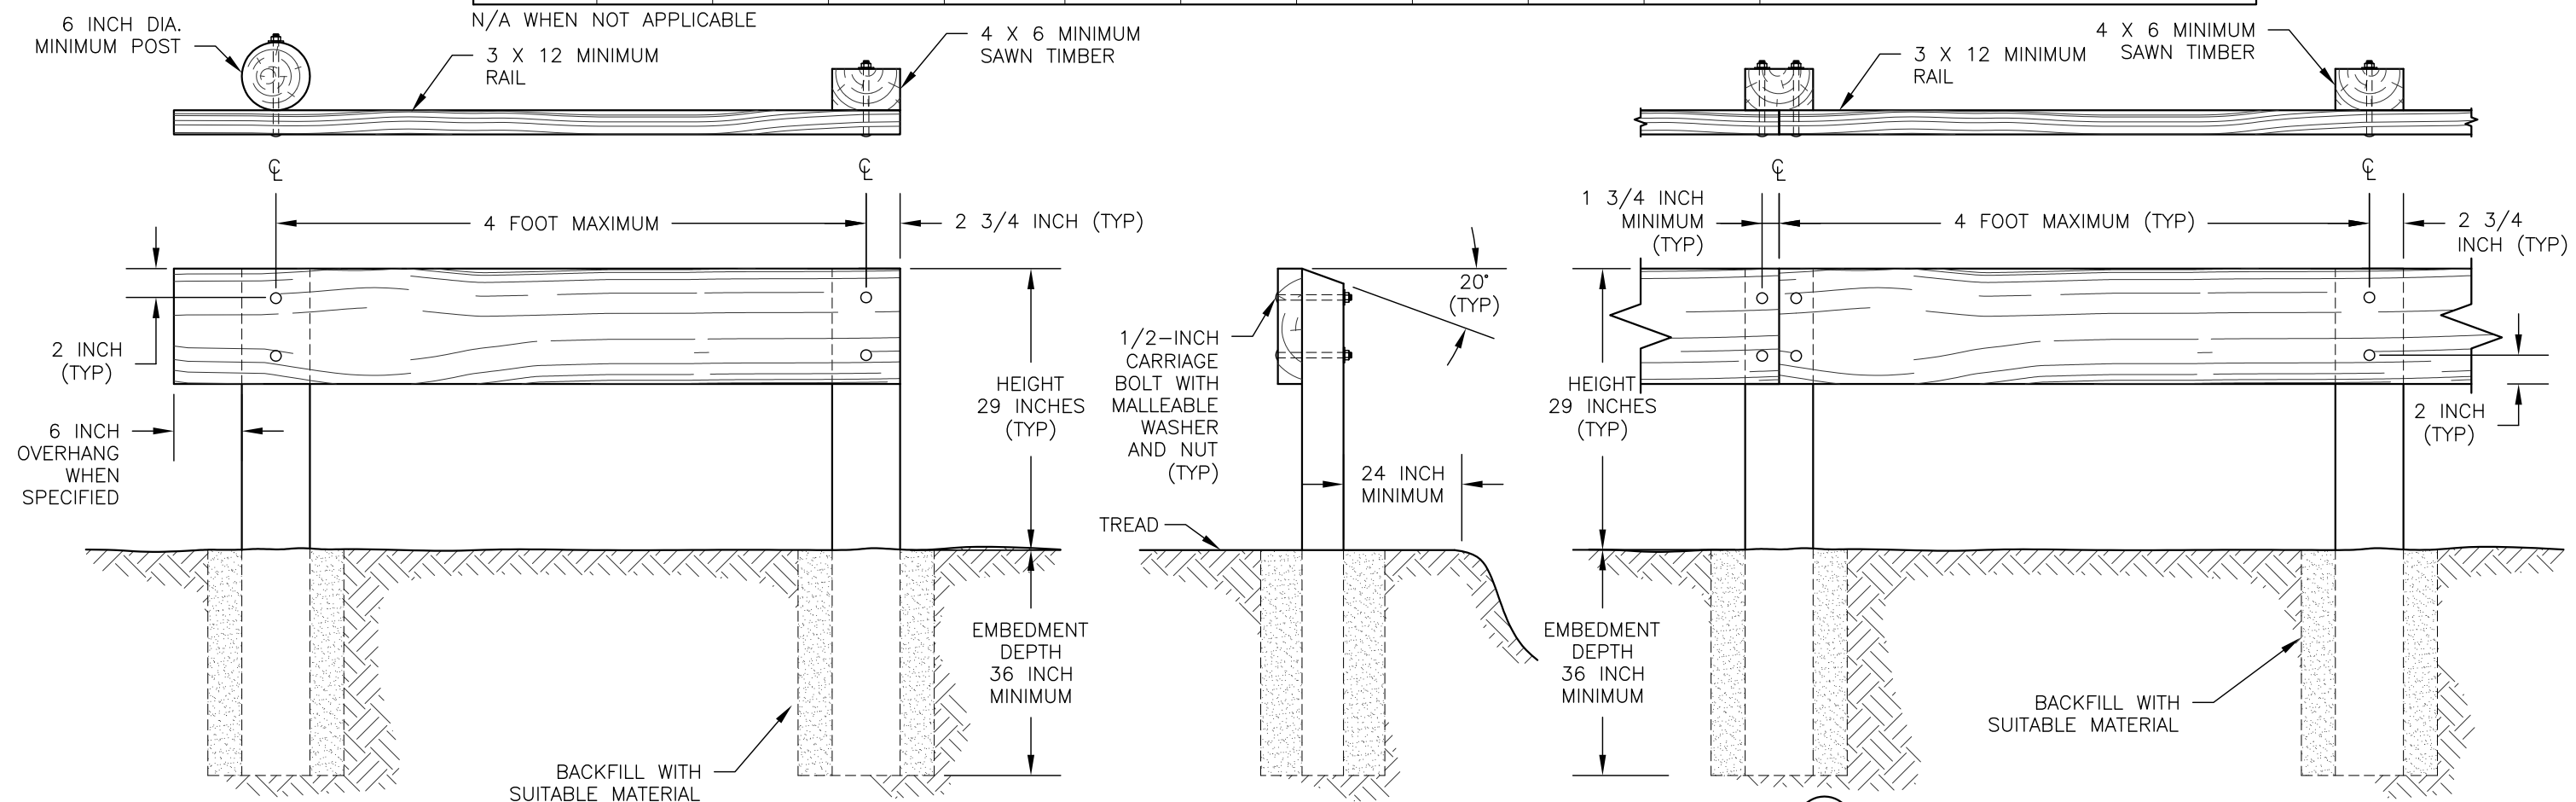 N/A WHEN NOT APPLICABLE
6 INCH DIA.
MINIMUM POST
3 X 12 MINIMUM
RAIL
4 X 6 MINIMUM
SAWN TIMBER
3 X 12 MINIMUM
RAIL
4 X 6 MINIMUM
SAWN TIMBER
℄
℄
℄
℄
4 FOOT MAXIMUM
2 3/4 INCH (TYP)
1 3/4 INCH
MINIMUM
(TYP)
4 FOOT MAXIMUM (TYP)
2 3/4
INCH (TYP)
2 INCH
(TYP)
6 INCH
OVERHANG
WHEN
SPECIFIED
HEIGHT
29 INCHES
(TYP)
20°
(TYP)
1/2-INCH
CARRIAGE
BOLT WITH
MALLEABLE
WASHER
AND NUT
(TYP)
24 INCH
MINIMUM
TREAD
HEIGHT
29 INCHES
(TYP)
2 INCH
(TYP)
EMBEDMENT
DEPTH
36 INCH
MINIMUM
EMBEDMENT
DEPTH
36 INCH
MINIMUM
BACKFILL WITH
SUITABLE MATERIAL
BACKFILL WITH
SUITABLE MATERIAL